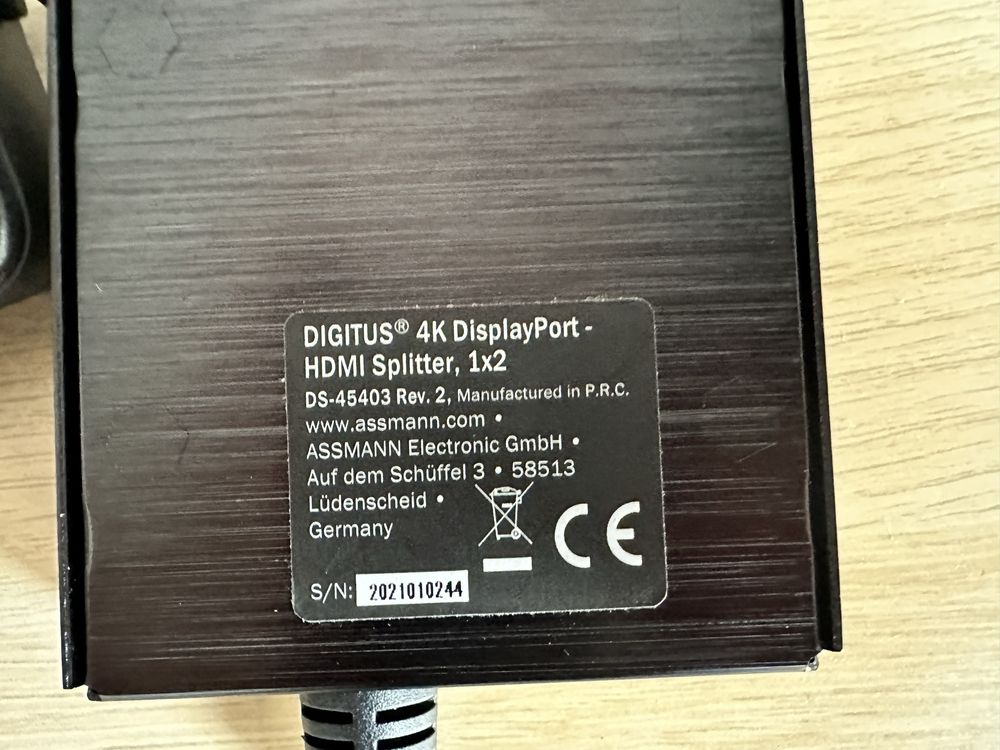 DIGITUS® 4K DisplayPort -
HDMI Splitter, 1x2
DS-45403 Rev. 2, Manufactured in P.R.C.
www.assmann.com •
ASSMANN Electronic GmbH •
Auf dem Schüffel 3 • 58513
Lüdenscheid •
Germany
CE
S/N: 2021010244